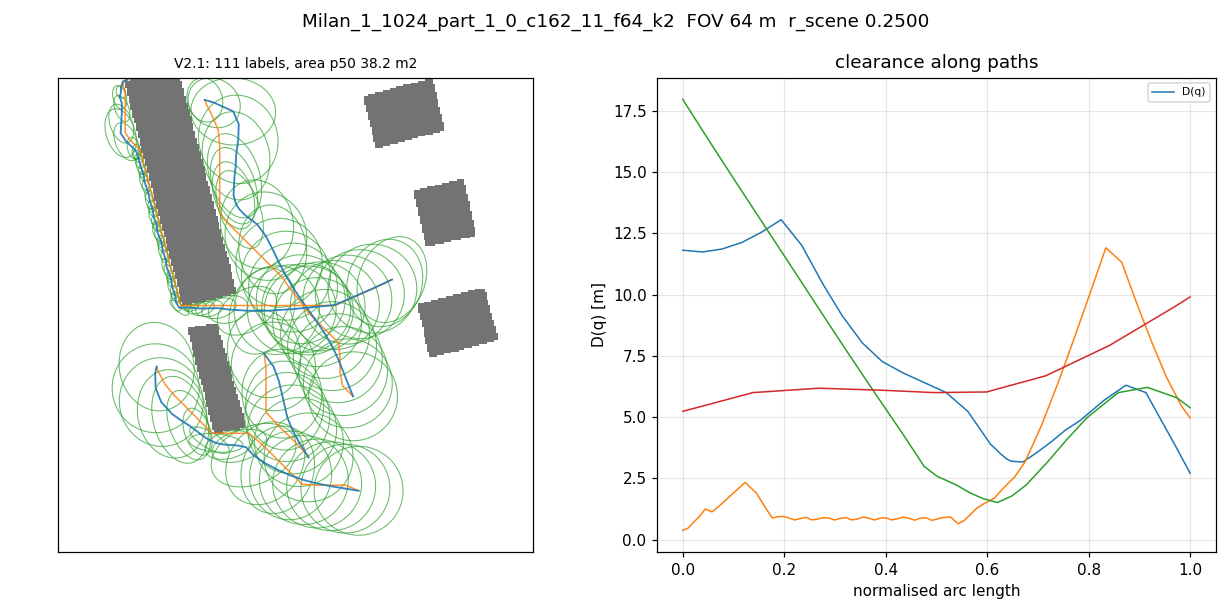 Milan_1_1024_part_1_0_c162_11_f64_k2  FOV 64 m  r_scene 0.2500
V2.1: 111 labels, area p50 38.2 m2
clearance along paths
D(q)
17.5
15.0
12.5
10.0
7.5
5.0
2.5
0.0
D(q) [m]
0.0
0.2
0.4
0.6
0.8
1.0
normalised arc length